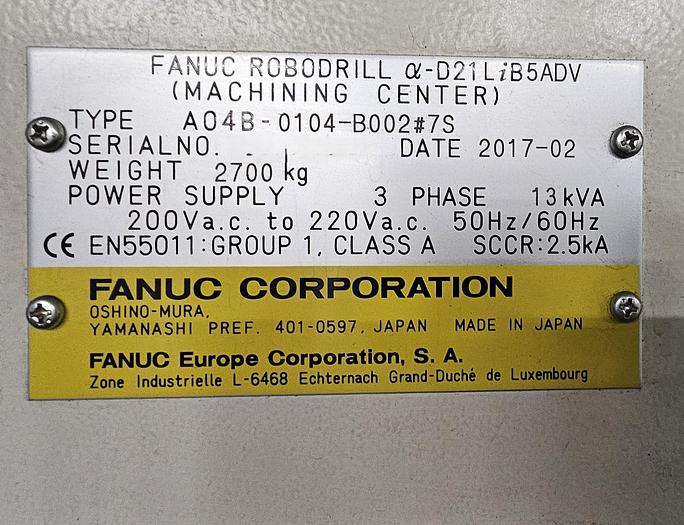 FANUC ROBODRILL α-D21LiB5ADV
(MACHINING CENTER)
TYPE A04B-0104-B002#7S
SERIALNO. DATE 2017-02
WEIGHT 2700 kg
POWER SUPPLY 3 PHASE 13kVA
200Va.c. to 220Va.c. 50Hz/60Hz
CE EN55011:GROUP 1, CLASS A SCCR:2.5kA
FANUC CORPORATION
OSHINO-MURA,
YAMANASHI PREF. 401-0597, JAPAN MADE IN JAPAN
FANUC Europe Corporation, S. A.
Zone Industrielle L-6468 Echternach Grand-Duché de Luxembourg